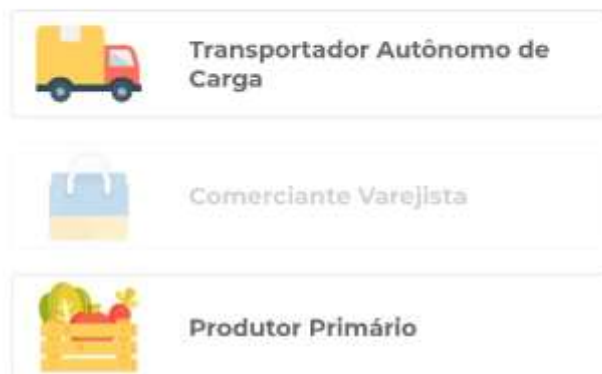 Transportador Autônomo de
Carga
Comerciante Varejista
Produtor Primário